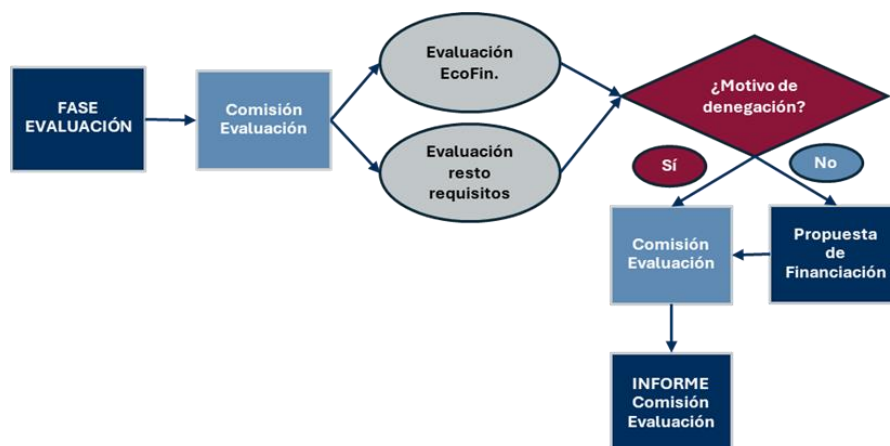 FASE
EVALUACIÓN
Comisión
Evaluación
Evaluación
EcoFin.
Evaluación
resto
requisitos
¿Motivo de
denegación?
Sí
No
Comisión
Evaluación
Propuesta
de
Financiación
INFORME
Comisión
Evaluación